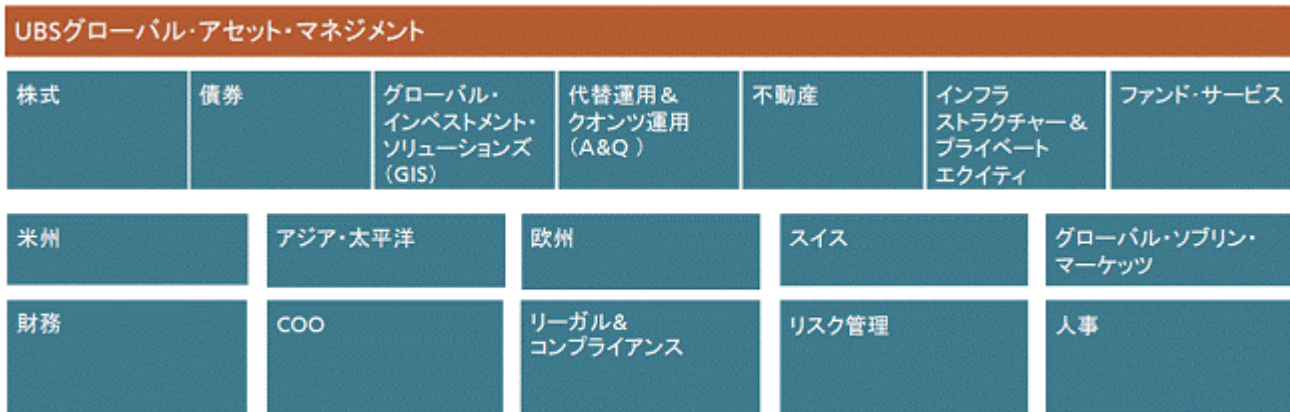 UBSグローバル・アセット・マネジメント
株式
債券
グローバル・
インベストメント・
ソリューションズ
（GIS）
代替運用＆
クオンツ運用
（A&Q ）
不動産
インフラ
ストラクチャー＆
プライベート
エクイティ
ファンド・サービス
米州
アジア・太平洋
欧州
スイス
グローバル・ソブリン・
マーケッツ
財務
COO
リーガル&
コンプライアンス
リスク管理
人事